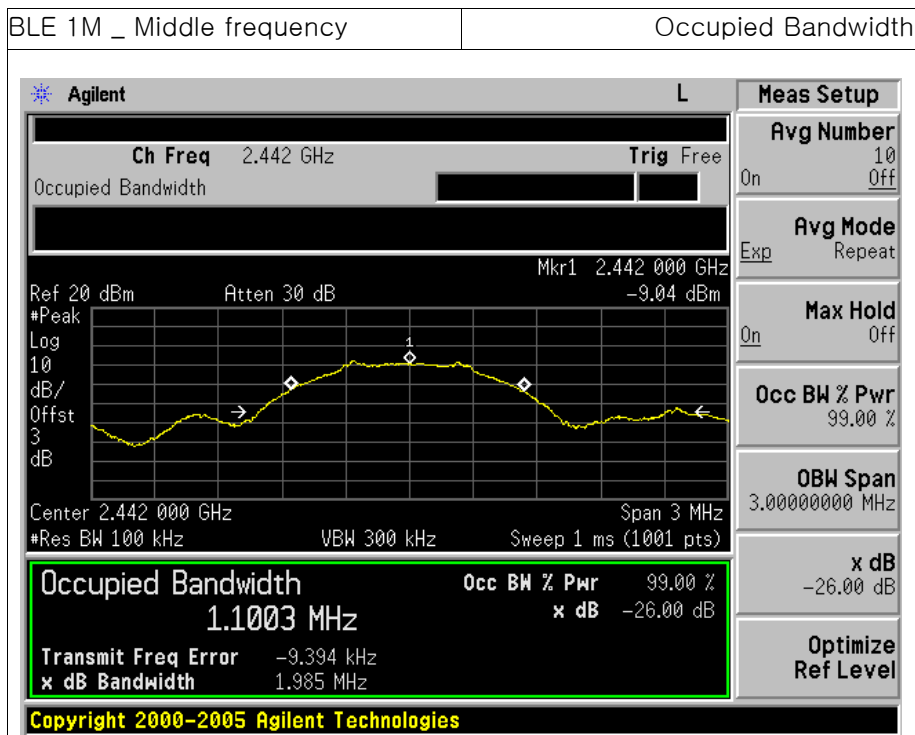 BLE 1M _ Middle frequency Occupied Bandwidth
Agilent L Meas Setup
Ch Freq 2.442 GHz Trig Free
Occupied Bandwidth
Mkr1 2.442 000 GHz
Ref 20 dBm Atten 30 dB -9.04 dBm
#Peak
Log
10
dB/
Offst
3
dB
1
Center 2.442 000 GHz Span 3 MHz
#Res BW 100 kHz VBW 300 kHz Sweep 1 ms (1001 pts)
Occupied Bandwidth Occ BW % Pwr 99.00 %
1.1003 MHz x dB -26.00 dB
Transmit Freq Error -9.394 kHz
x dB Bandwidth 1.985 MHz
Copyright 2000-2005 Agilent Technologies
Avg Number
10
On Off
Avg Mode
Exp Repeat
Max Hold
On Off
Occ BW % Pwr
99.00 %
OBW Span
3.00000000 MHz
x dB
-26.00 dB
Optimize
Ref Level